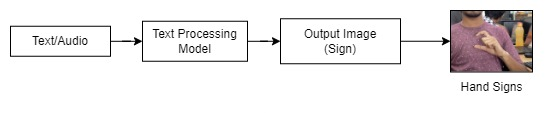 Text/Audio
Text Processing
Model
Output Image
(Sign)
Hand Signs